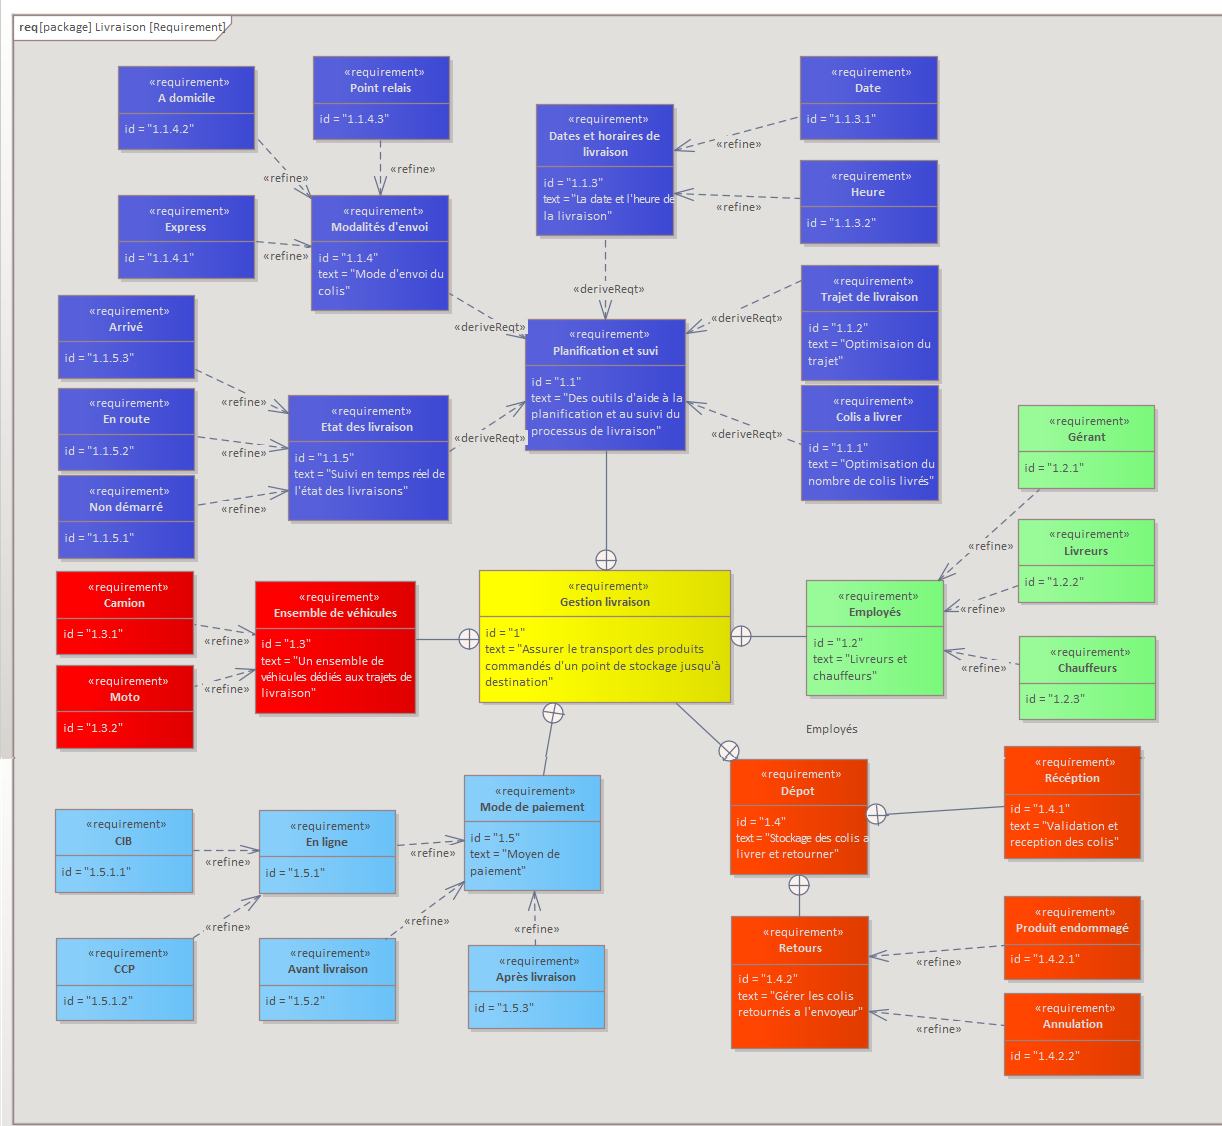 req [package] Livraison [Requirement]
«requirement»
A domicile
id = "1.1.4.2"
«requirement»
Point relais
id = "1.1.4.3"
«requirement»
Dates et horaires de
livraison
id = "1.1.3"
text = "La date et l'heure de
la livraison"
«requirement»
Date
id = "1.1.3.1"
«refine»
«requirement»
Heure
id = "1.1.3.2"
«refine»
«refine»
«refine»
«requirement»
Express
id = "1.1.4.1"
«refine»
«requirement»
Modalités d'envoi
id = "1.1.4"
text = "Mode d'envoi du
colis"
«deriveReqt»
«deriveReqt»
«deriveReqt»
«requirement»
Trajet de livraison
id = "1.1.2"
text = "Optimisaion du
trajet"
«requirement»
Arrivé
id = "1.1.5.3"
«refine»
«requirement»
Planification et suivi
id = "1.1"
text = "Des outils d'aide à la
planification et au suivi du
processus de livraison"
«requirement»
Colis a livrer
id = "1.1.1"
text = "Optimisation du
nombre de colis livrés"
«deriveReqt»
«deriveReqt»
«requirement»
En route
id = "1.1.5.2"
«refine»
«requirement»
Etat des livraison
id = "1.1.5"
text = "Suivi en temps réel de
l'état des livraisons"
«requirement»
Non démarré
id = "1.1.5.1"
«refine»
«requirement»
Gérant
id = "1.2.1"
«refine»
«requirement»
Livreurs
id = "1.2.2"
«refine»
«requirement»
Chauffeurs
id = "1.2.3"
«refine»
«requirement»
Employés
id = "1.2"
text = "Livreurs et
chauffeurs"
Employés
«requirement»
Gestion livraison
id = "1"
text = "Assurer le transport des produits
commandés d'un point de stockage jusqu'à
destination"
«requirement»
Camion
id = "1.3.1"
«refine»
«requirement»
Moto
id = "1.3.2"
«refine»
«requirement»
Ensemble de véhicules
id = "1.3"
text = "Un ensemble de
véhicules dédiés aux trajets de
livraison"
«requirement»
Mode de paiement
id = "1.5"
text = "Moyen de
paiement"
«requirement»
CIB
id = "1.5.1.1"
«refine»
«requirement»
En ligne
id = "1.5.1"
«refine»
«refine»
«refine»
«refine»
«requirement»
CCP
id = "1.5.1.2"
«requirement»
Avant livraison
id = "1.5.2"
«requirement»
Après livraison
id = "1.5.3"
«requirement»
Dépot
id = "1.4"
text = "Stockage des colis a
livrer et retourner"
«requirement»
Récéption
id = "1.4.1"
text = "Validation et
reception des colis"
«requirement»
Retours
id = "1.4.2"
text = "Gérer les colis
retournés a l'envoyeur"
«requirement»
Produit endommagé
id = "1.4.2.1"
«refine»
«requirement»
Annulation
id = "1.4.2.2"
«refine»